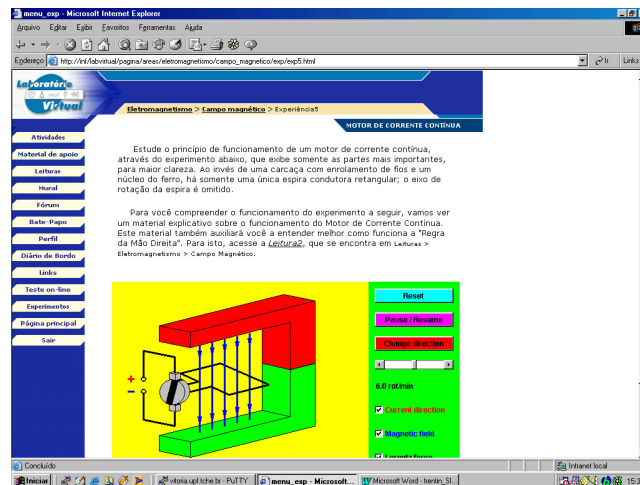 menu_exp - Microsoft Internet Explorer
Arquivo Editar Exibir Favoritos Ferramentas Ajuda
Endereço http://inf/labvirtual/pagina/areas/eletromagnetismo/campo_magnetico/exp/exp5.html Ir Links
Laboratório
Virtual
Eletromagnetismo > Campo magnético > Experiência5
MOTOR DE CORRENTE CONTÍNUA
Atividades
Material de apoio
Leituras
Mural
Fórum
Bate-Papo
Perfil
Diário de Bordo
Links
Teste on-line
Experimentos
Página principal
Sair
Estude o princípio de funcionamento de um motor de corrente contínua,
através do experimento abaixo, que exibe somente as partes mais importantes,
para maior clareza. Ao invés de uma carcaça com enrolamento de fios e um
núcleo do ferro, há somente uma única espira condutora retangular; o eixo de
rotação da espira é omitido.
Para você compreender o funcionamento do experimento a seguir, vamos ver
um material explicativo sobre o funcionamento do Motor de Corrente Contínua.
Este material também auxiliará você a entender melhor como funciona a "Regra
da Mão Direita". Para isto, acesse a Leitura2, que se encontra em Leituras >
Eletromagnetismo > Campo Magnético.
+
-
Reset
Pause / Resume
Change direction
6.0 rot/min
Current direction
Magnetic field
Lorentz force
Concluído
Intranet local
Iniciar
vitoria.upf.tche.br - PuTTY
menu_exp - Microsoft...
Microsoft Word - trentin_SI...